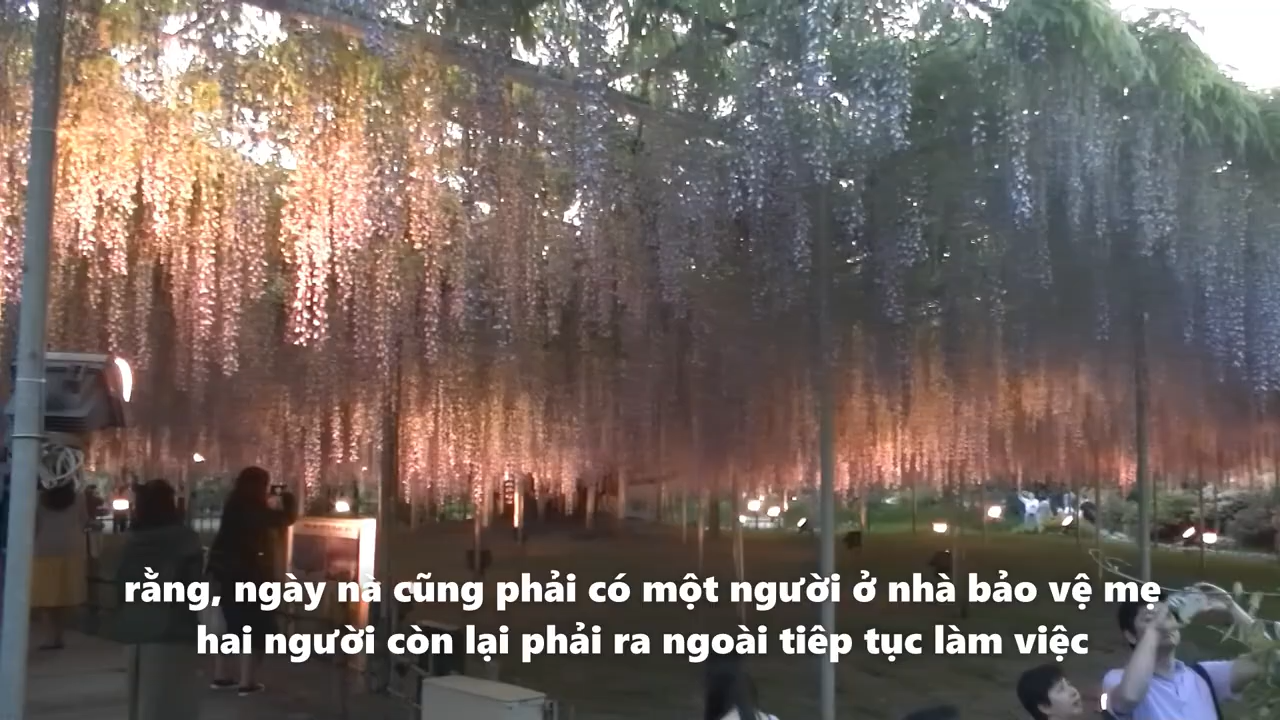 rằng, ngày nà cũng phải có một người ở nhà bảo vệ mẹ
hai người còn lại phải ra ngoài tiêp tục làm việc